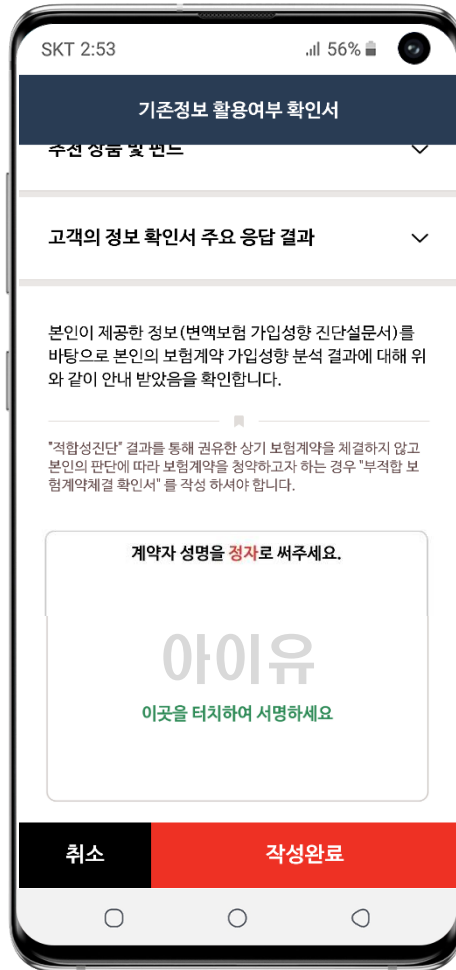 SKT 2:53
56%
기존정보 활용여부 확인서
추천 상품 및 펀드
고객의 정보 확인서 주요 응답 결과
본인이 제공한 정보(변액보험 가입성향 진단설문서)를
바탕으로 본인의 보험계약 가입성향 분석 결과에 대해 위
와 같이 안내 받았음을 확인합니다.
"적합성진단" 결과를 통해 권유한 상기 보험계약을 체결하지 않고
본인의 판단에 따라 보험계약을 청약하고자 하는 경우 "부적합 보
험계약체결 확인서" 를 작성 하셔야 합니다.
계약자 성명을 정자로 써주세요.
아이유
이곳을 터치하여 서명하세요
취소
작성완료